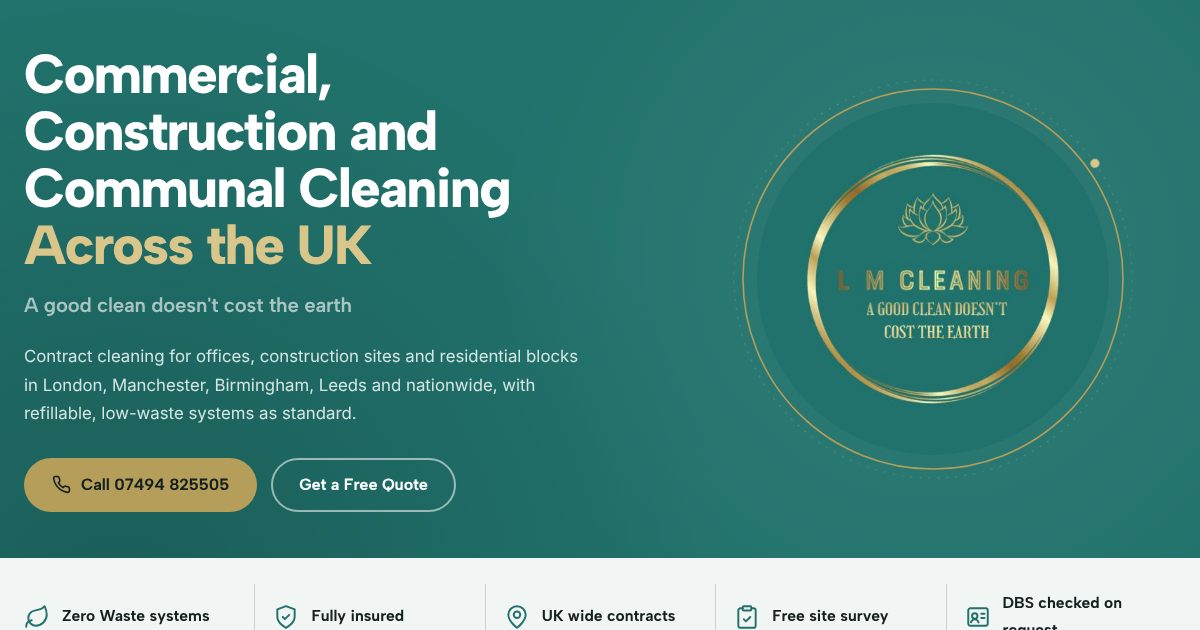 Commercial,
Construction and
Communal Cleaning
Across the UK
A good clean doesn't cost the earth
Contract cleaning for offices, construction sites and residential blocks
in London, Manchester, Birmingham, Leeds and nationwide, with
refillable, low-waste systems as standard.
Call 07494 825505
Get a Free Quote
L M CLEANING
A GOOD CLEAN DOESN'T
COST THE EARTH
Zero Waste systems
Fully insured
UK wide contracts
Free site survey
DBS checked on
request